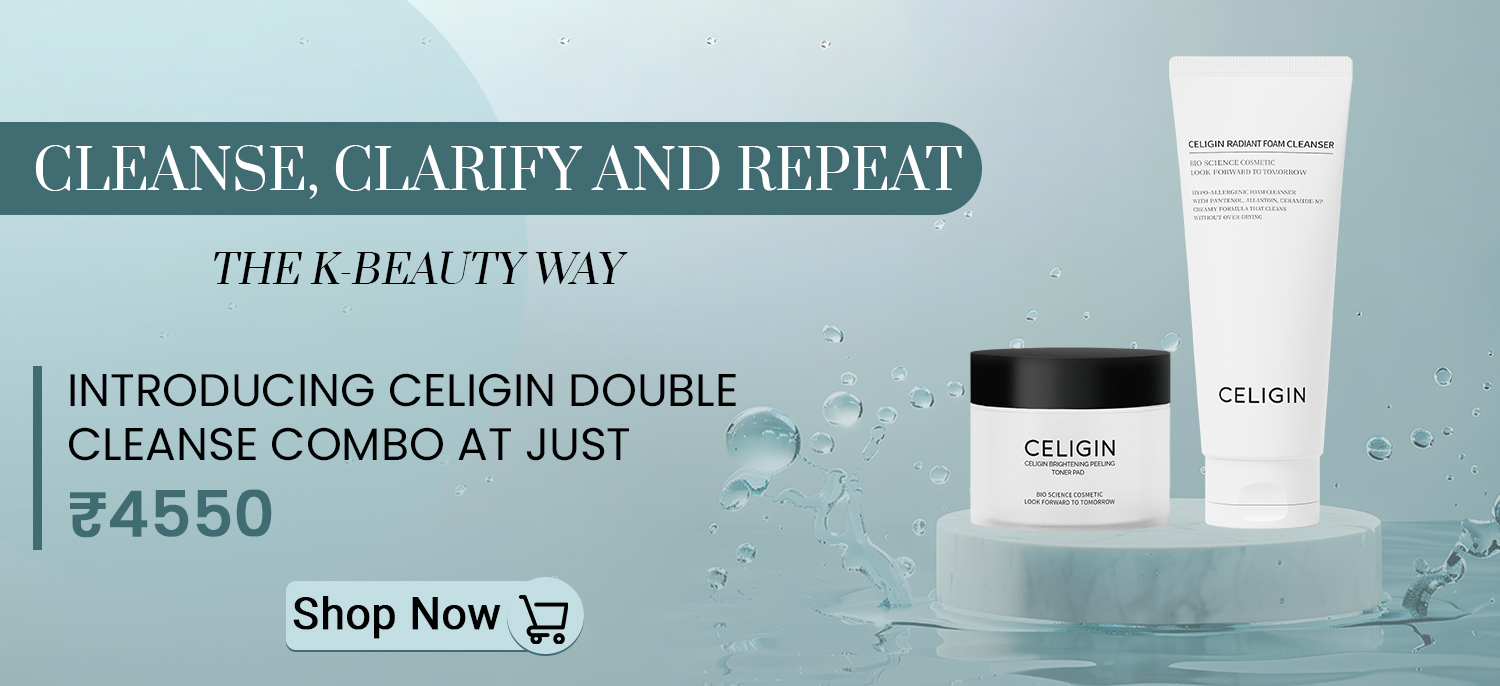 CLEANSE, CLARIFY AND REPEAT
THE K-BEAUTY WAY
INTRODUCING CELIGIN DOUBLE
CLEANSE COMBO AT JUST
₹4550
Shop Now
CELIGIN
CELIGIN BRIGHTENING PEELING
TONER PAD
BIO SCIENCE COSMETIC
LOOK FORWARD TO TOMORROW
CELIGIN RADIANT FOAM CLEANSER
BIO SCIENCE COSMETIC
LOOK FORWARD TO TOMORROW
HYPO-ALLERGENIC FOAM CLEANSER
WITH PANTENOL, ALLANTOIN, CERAMIDE-NP
CREAMY FORMULA THAT CLEANS
WITHOUT OVER-DRYING
CELIGIN